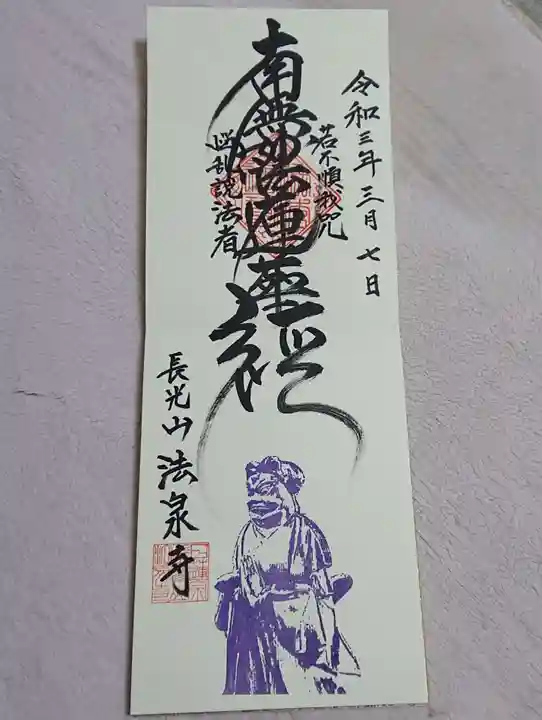 令和三年三月七日
若不順我咒
南無妙法蓮華経
悩乱説法者
長光山法泉寺